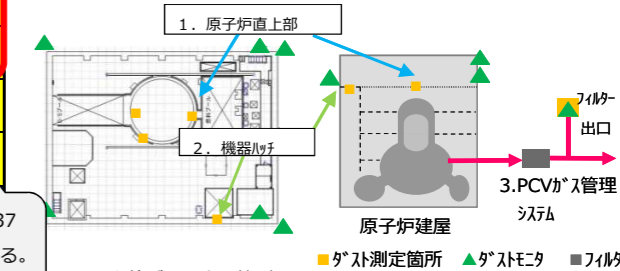 1. 原子炉直上部
2. 機器ﾊｯﾁ
ﾌｨﾙﾀｰ
出口
3.PCVｶﾞｽ管理
ｼｽﾃﾑ
原子炉建屋
37
る。
■ﾀﾞｽﾄ測定箇所 ▲ﾀﾞｽﾄﾓﾆﾀ ■ﾌｨﾙﾀ